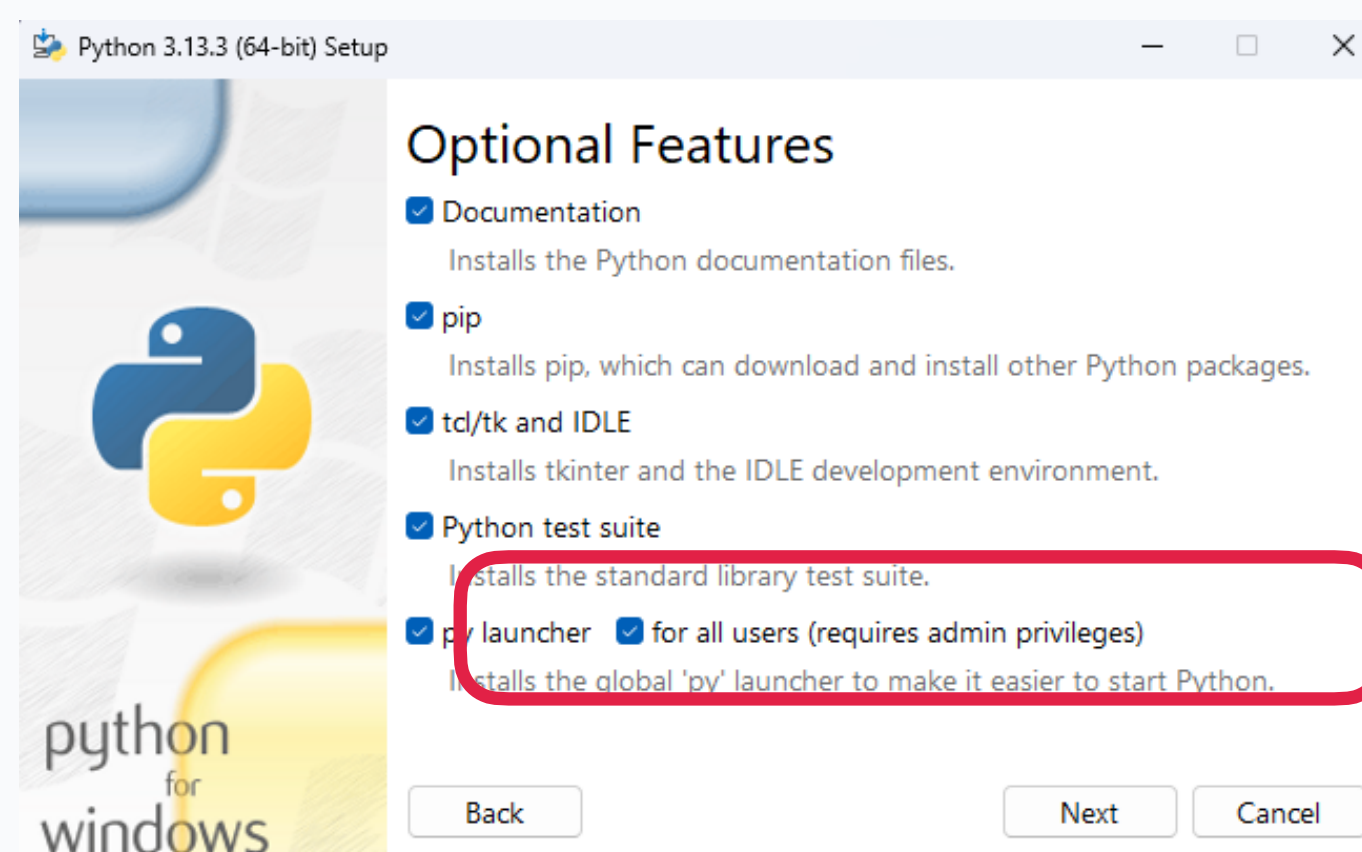 Python 3.13.3 (64-bit) Setup
Optional Features
Documentation
Installs the Python documentation files.
pip
Installs pip, which can download and install other Python packages.
tcl/tk and IDLE
Installs tkinter and the IDLE development environment.
Python test suite
Installs the standard library test suite.
py launcher for all users (requires admin privileges)
Installs the global 'py' launcher to make it easier to start Python.
python
for
windows
Back Next Cancel